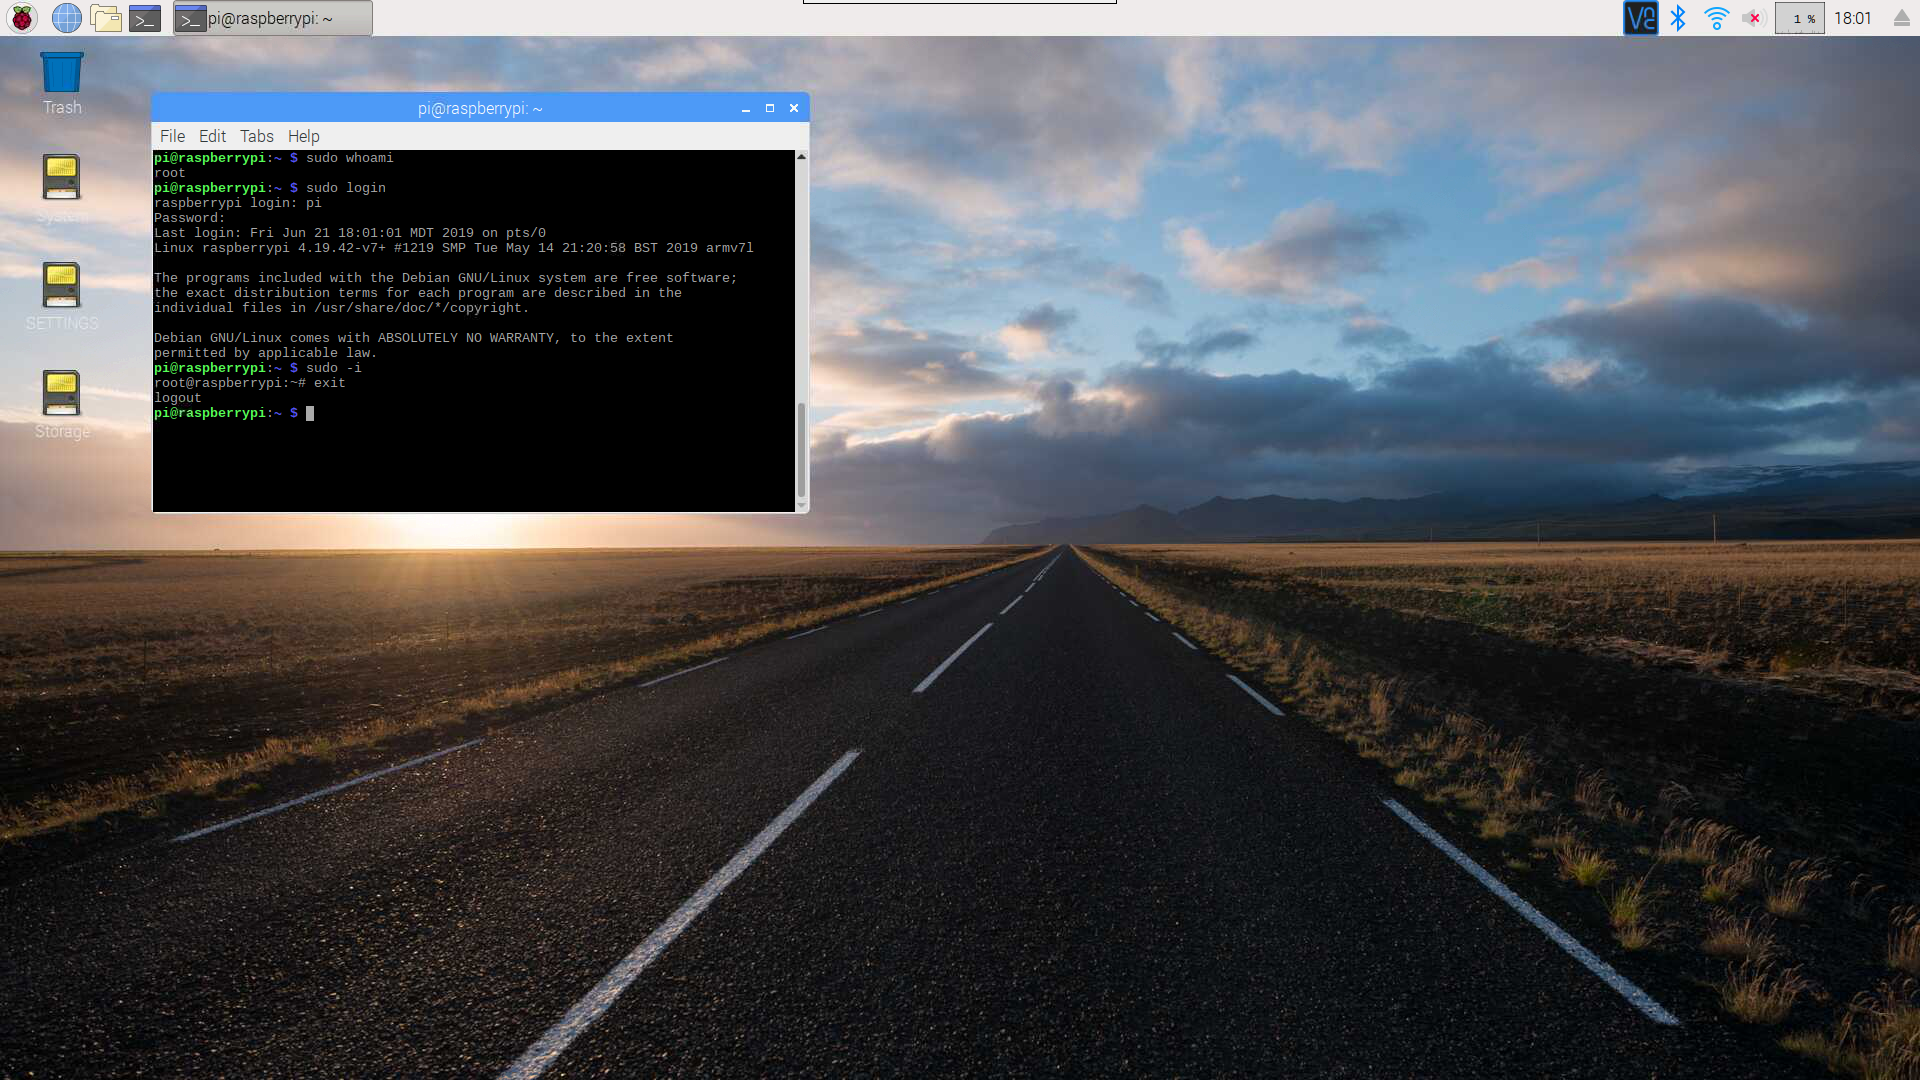 pi@raspberrypi: ~
1 %
18:01
Trash
System
SETTINGS
Storage
pi@raspberrypi: ~
File Edit Tabs Help
pi@raspberrypi:~ $ sudo whoami
root
pi@raspberrypi:~ $ sudo login
raspberrypi login: pi
Password:
Last login: Fri Jun 21 18:01:01 MDT 2019 on pts/0
Linux raspberrypi 4.19.42-v7+ #1219 SMP Tue May 14 21:20:58 BST 2019 armv7l
The programs included with the Debian GNU/Linux system are free software;
the exact distribution terms for each program are described in the
individual files in /usr/share/doc/*/copyright.
Debian GNU/Linux comes with ABSOLUTELY NO WARRANTY, to the extent
permitted by applicable law.
pi@raspberrypi:~ $ sudo -i
root@raspberrypi:~# exit
logout
pi@raspberrypi:~ $